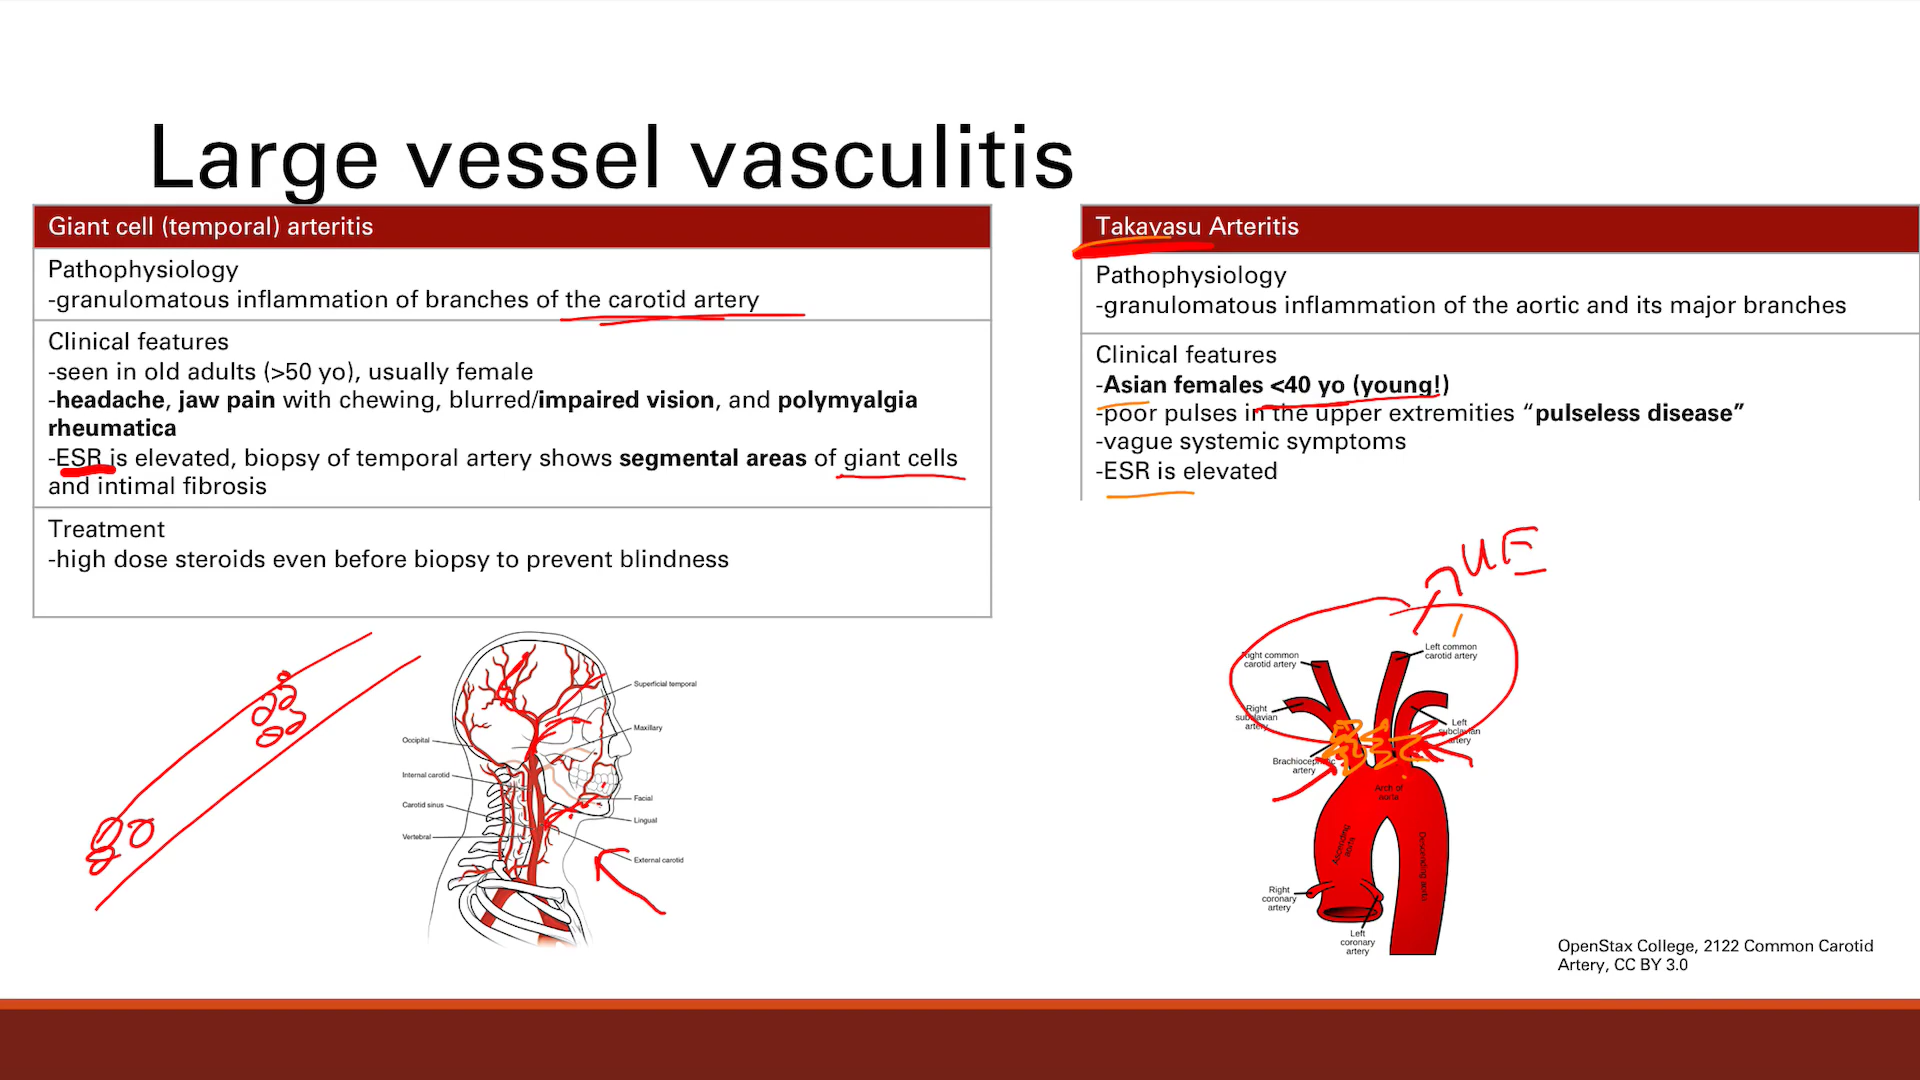 Large vessel vasculitis
Giant cell (temporal) arteritis
Pathophysiology
-granulomatous inflammation of branches of the carotid artery
Clinical features
-seen in old adults (>50 yo), usually female
-headache, jaw pain with chewing, blurred/impaired vision, and polymyalgia
rheumatica
-ESR is elevated, biopsy of temporal artery shows segmental areas of giant cells
and intimal fibrosis
Treatment
-high dose steroids even before biopsy to prevent blindness
Takayasu Arteritis
Pathophysiology
-granulomatous inflammation of the aortic and its major branches
Clinical features
-Asian females <40 yo (young!)
-poor pulses in the upper extremities “pulseless disease”
-vague systemic symptoms
-ESR is elevated
Superficial temporal
Maxillary
Occipital
Internal carotid
Carotid sinus
Vertebral
Facial
Lingual
External carotid
UE
Right common
carotid artery
Left common
carotid artery
Right
subclavian
artery
Left
subclavian
artery
Brachiocephalic
artery
Arch of
aorta
Ascending
aorta
Descending aorta
Right
coronary
artery
Left
coronary
artery
OpenStax College, 2122 Common Carotid
Artery, CC BY 3.0